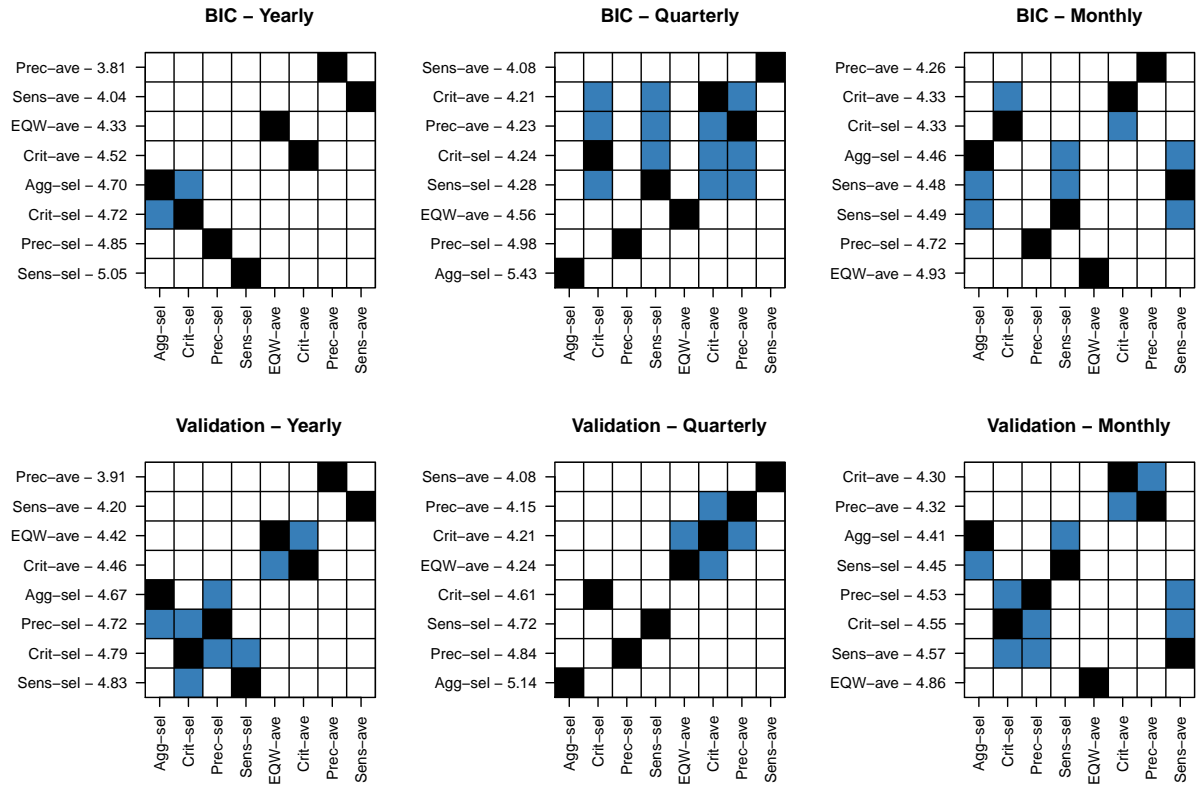 BIC – Yearly
Prec−ave − 3.81
Sens−ave − 4.04
EQW−ave − 4.33
Crit−ave − 4.52
Agg−sel − 4.70
Crit−sel − 4.72
Prec−sel − 4.85
Sens−sel − 5.05
Agg−sel
Crit−sel
Prec−sel
Sens−sel
EQW−ave
Crit−ave
Prec−ave
Sens−ave
BIC – Quarterly
Sens−ave − 4.08
Crit−ave − 4.21
Prec−ave − 4.23
Crit−sel − 4.24
Sens−sel − 4.28
EQW−ave − 4.56
Prec−sel − 4.98
Agg−sel − 5.43
Agg−sel
Crit−sel
Prec−sel
Sens−sel
EQW−ave
Crit−ave
Prec−ave
Sens−ave
BIC – Monthly
Prec−ave − 4.26
Crit−ave − 4.33
Crit−sel − 4.33
Agg−sel − 4.46
Sens−ave − 4.48
Sens−sel − 4.49
Prec−sel − 4.72
EQW−ave − 4.93
Agg−sel
Crit−sel
Prec−sel
Sens−sel
EQW−ave
Crit−ave
Prec−ave
Sens−ave
Validation – Yearly
Prec−ave − 3.91
Sens−ave − 4.20
EQW−ave − 4.42
Crit−ave − 4.46
Agg−sel − 4.67
Prec−sel − 4.72
Crit−sel − 4.79
Sens−sel − 4.83
Agg−sel
Crit−sel
Prec−sel
Sens−sel
EQW−ave
Crit−ave
Prec−ave
Sens−ave
Validation – Quarterly
Sens−ave − 4.08
Prec−ave − 4.15
Crit−ave − 4.21
EQW−ave − 4.24
Crit−sel − 4.61
Sens−sel − 4.72
Prec−sel − 4.84
Agg−sel − 5.14
Agg−sel
Crit−sel
Prec−sel
Sens−sel
EQW−ave
Crit−ave
Prec−ave
Sens−ave
Validation – Monthly
Crit−ave − 4.30
Prec−ave − 4.32
Agg−sel − 4.41
Sens−sel − 4.45
Prec−sel − 4.53
Crit−sel − 4.55
Sens−ave − 4.57
EQW−ave − 4.86
Agg−sel
Crit−sel
Prec−sel
Sens−sel
EQW−ave
Crit−ave
Prec−ave
Sens−ave